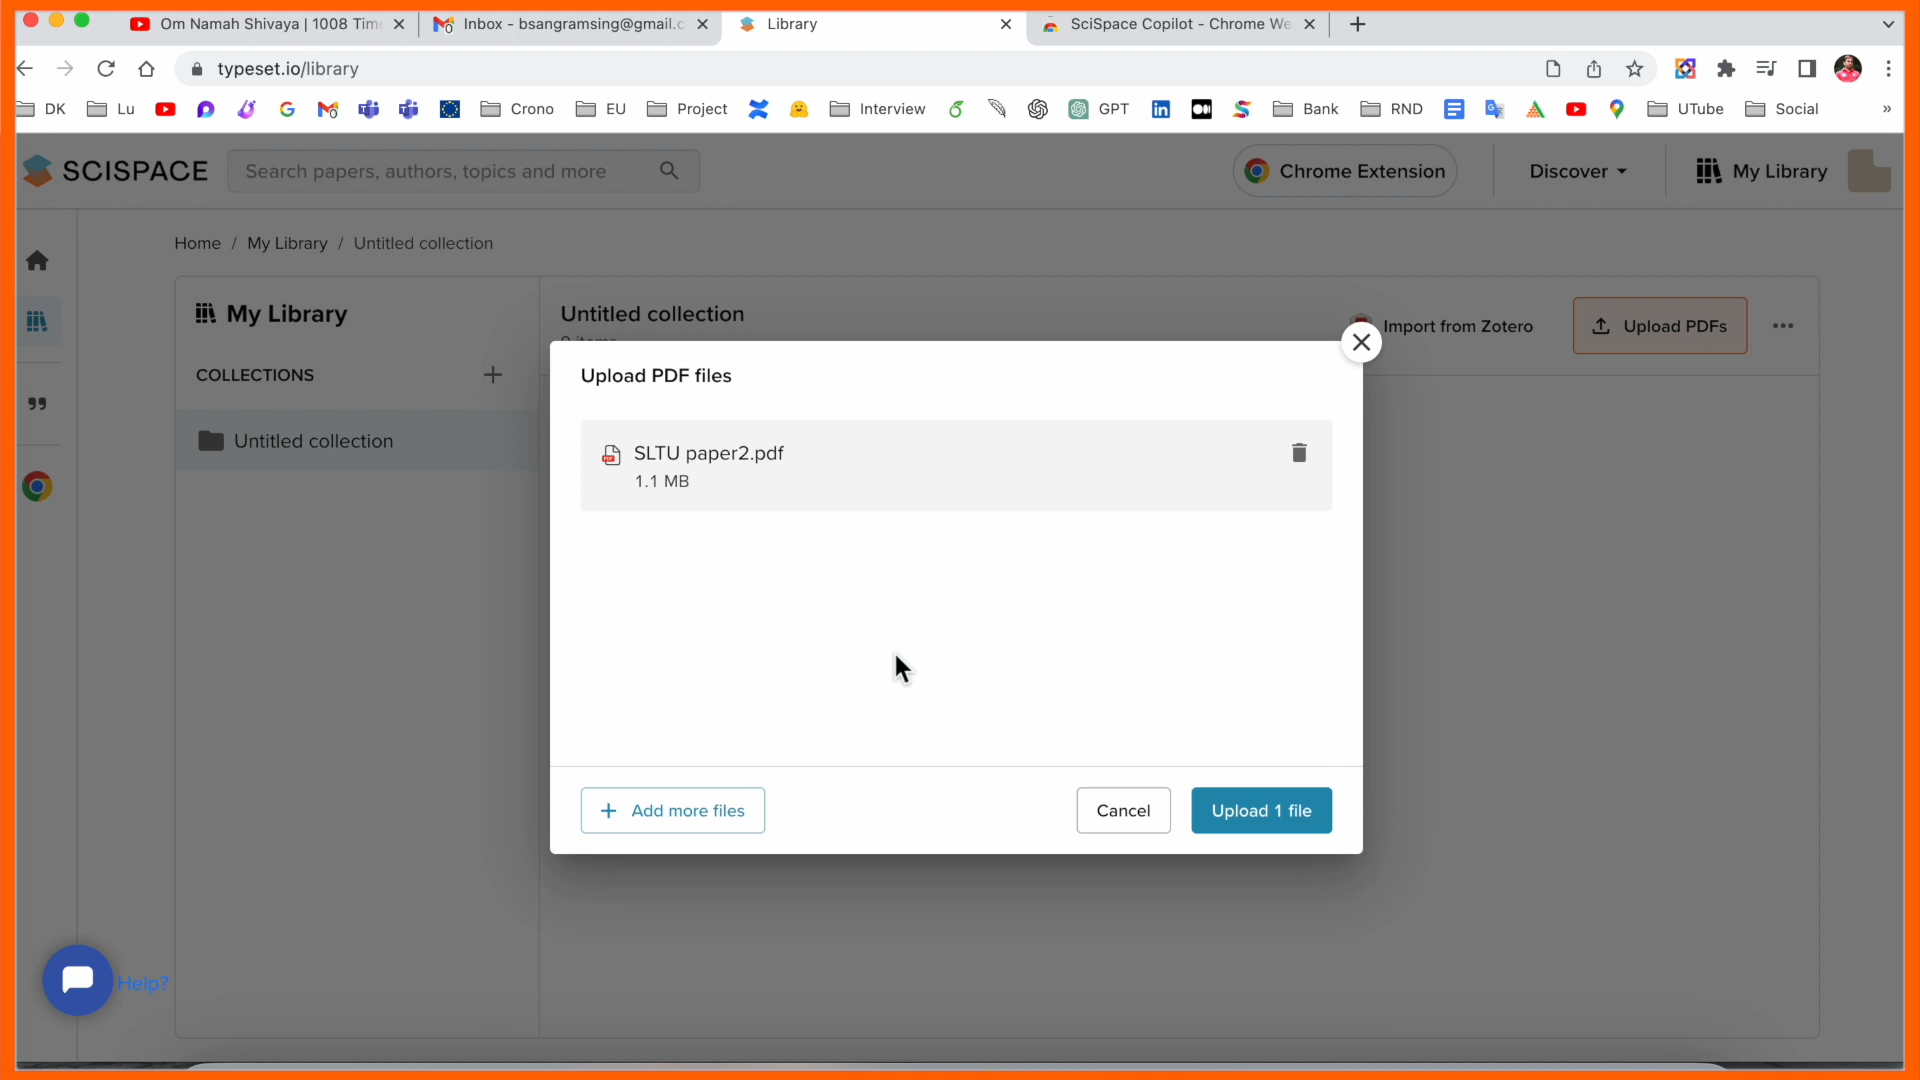 Om Namah Shivaya | 1008 Tim
Inbox - bsangramsing@gmail.c
Library
SciSpace Copilot - Chrome We
typeset.io/library
DK
Lu
Crono
EU
Project
Interview
GPT
Bank
RND
UTube
Social
SCISPACE
Search papers, authors, topics and more
Chrome Extension
Discover
My Library
Home / My Library / Untitled collection
My Library
COLLECTIONS
Untitled collection
Untitled collection
0 items
Import from Zotero
Upload PDFs
Upload PDF files
SLTU paper2.pdf
1.1 MB
Add more files
Cancel
Upload 1 file
Help?